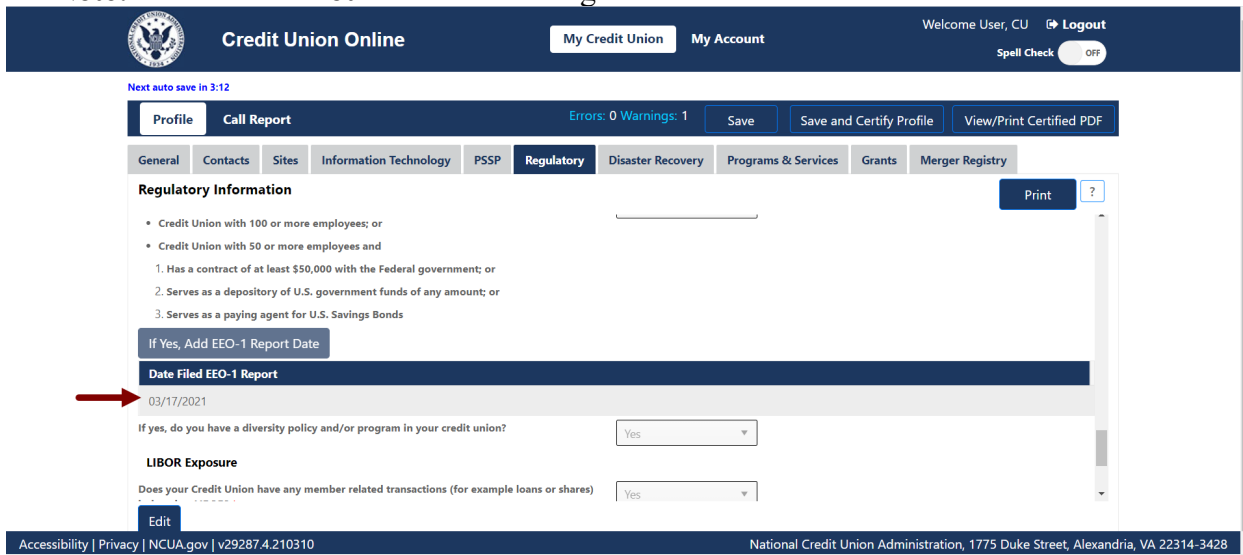 Credit Union Online
My Credit Union
My Account
Welcome User, CU Logout
Spell Check OFF
Next auto save in 3:12
Profile
Call Report
Errors: 0 Warnings: 1
Save
Save and Certify Profile
View/Print Certified PDF
General
Contacts
Sites
Information Technology
PSSP
Regulatory
Disaster Recovery
Programs & Services
Grants
Merger Registry
Regulatory Information
Print
?
• Credit Union with 100 or more employees; or
• Credit Union with 50 or more employees and
1. Has a contract of at least $50,000 with the Federal government; or
2. Serves as a depository of U.S. government funds of any amount; or
3. Serves as a paying agent for U.S. Savings Bonds
If Yes, Add EEO-1 Report Date
Date Filed EEO-1 Report
03/17/2021
If yes, do you have a diversity policy and/or program in your credit union?
Yes
LIBOR Exposure
Does your Credit Union have any member related transactions (for example loans or shares)
Yes
Edit
Accessibility | Privacy | NCUA.gov | v29287.4.210310
National Credit Union Administration, 1775 Duke Street, Alexandria, VA 22314-3428